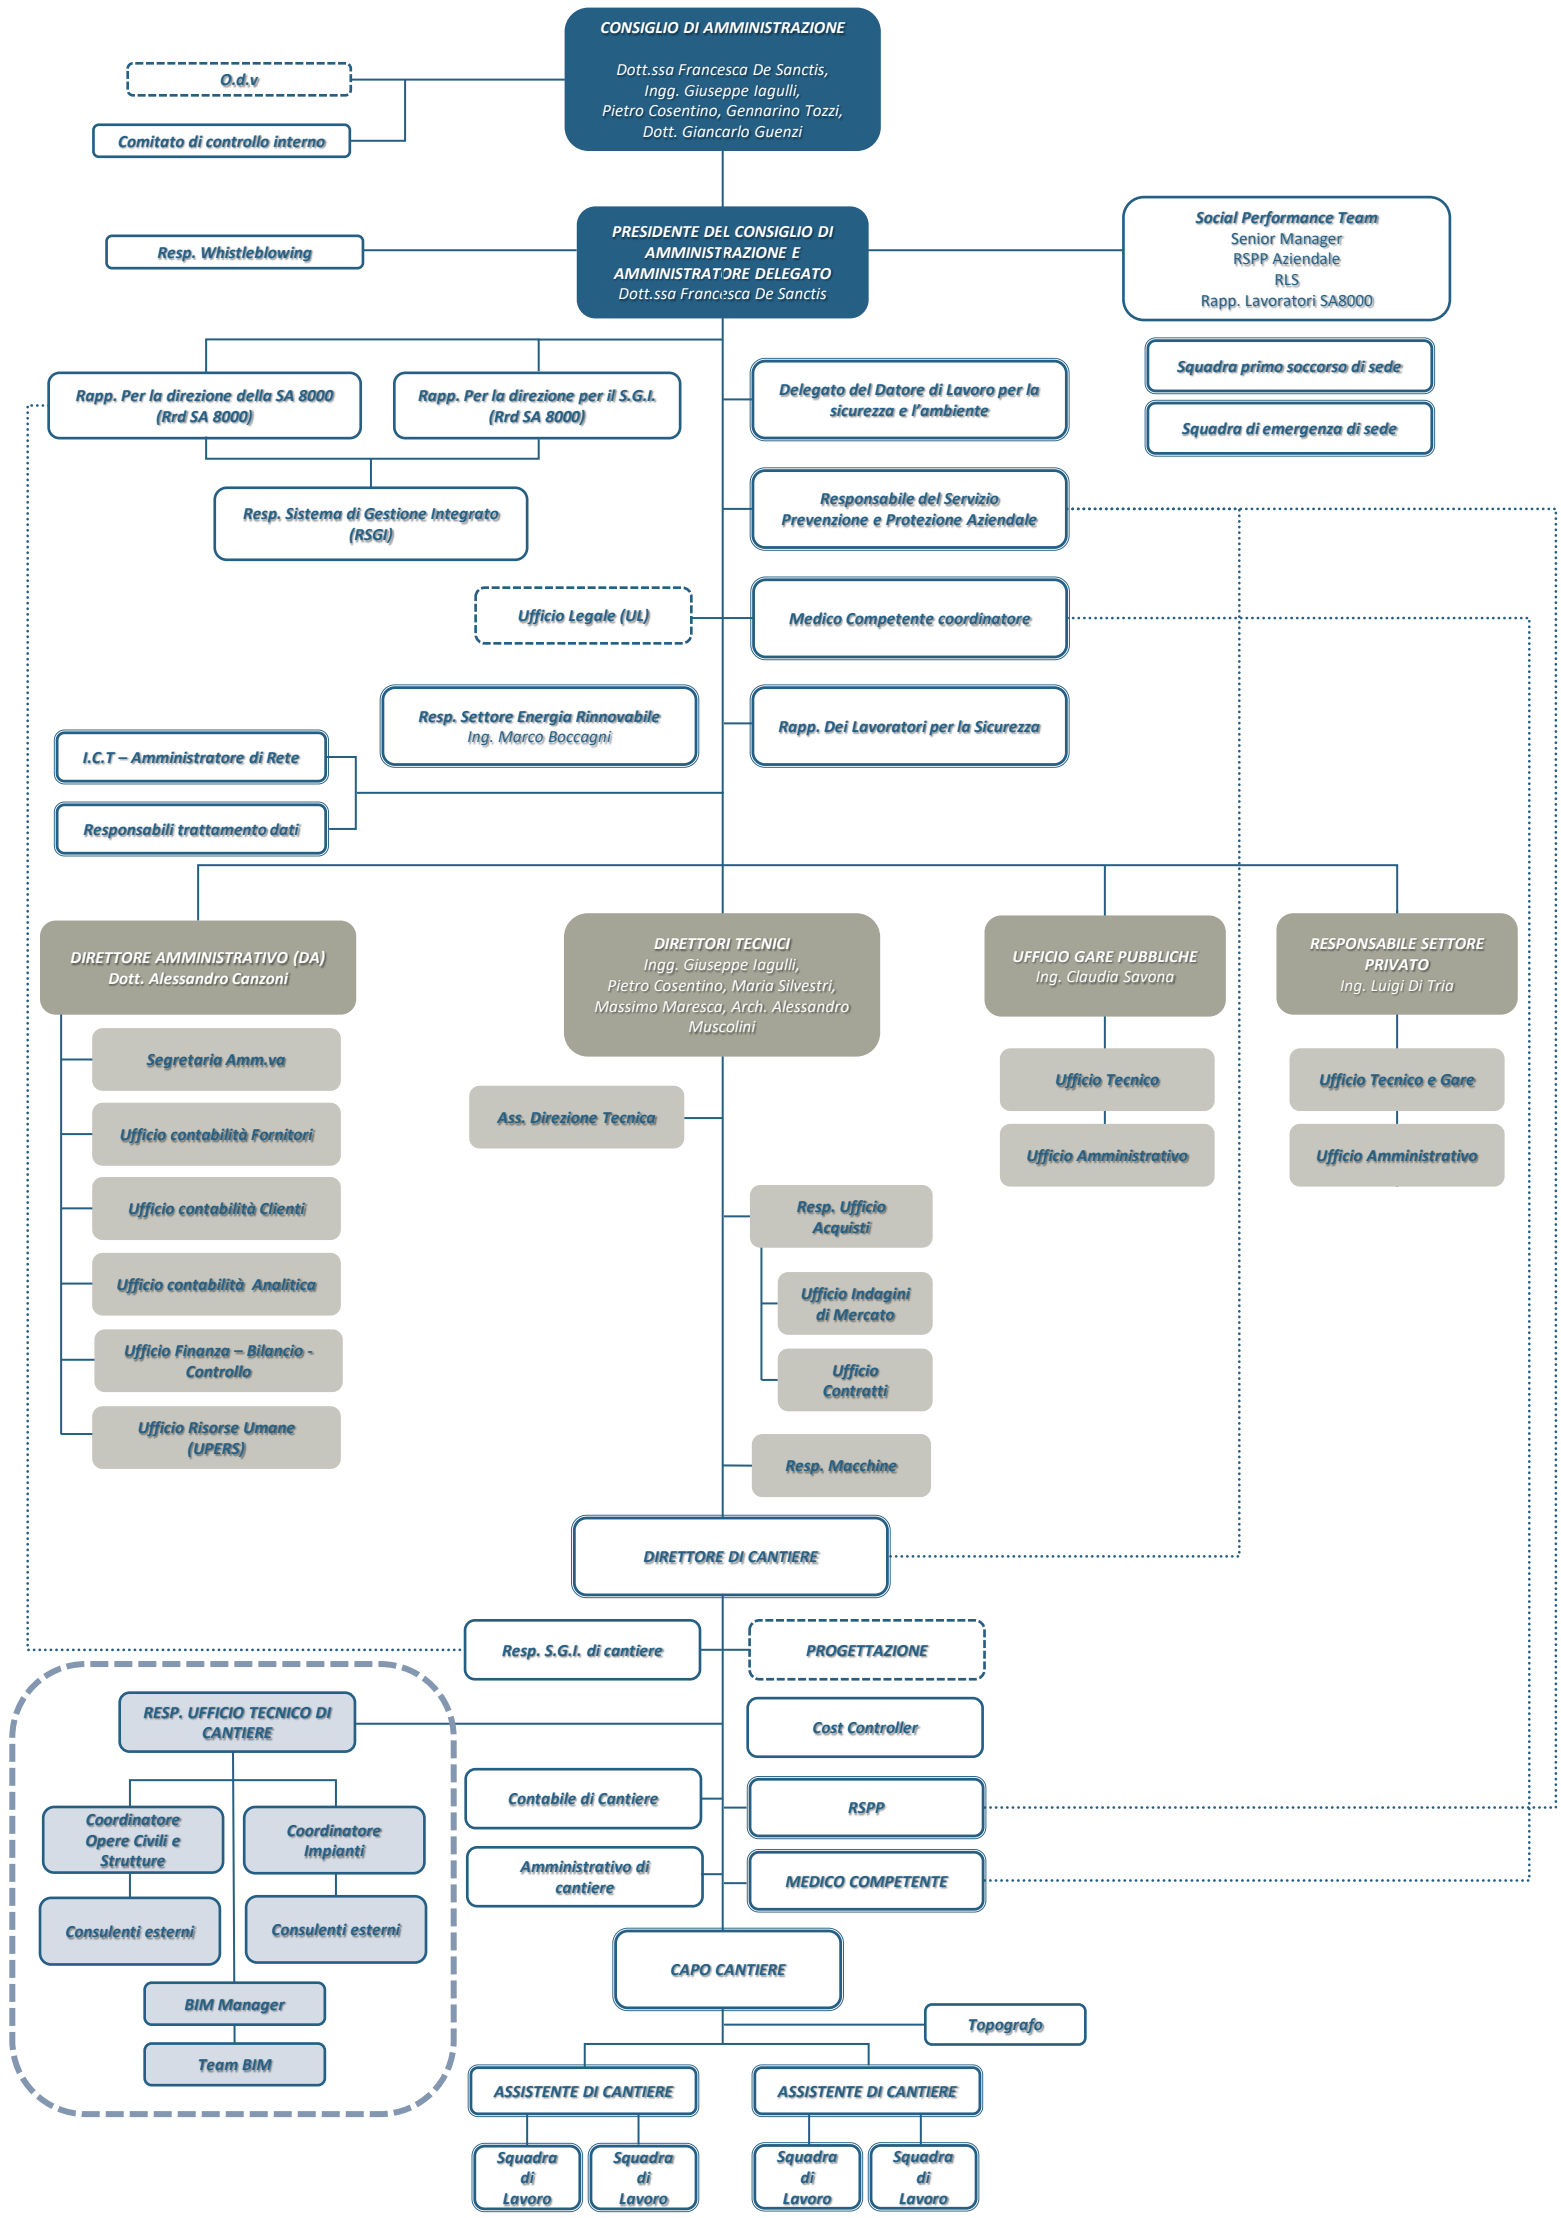 CONSIGLIO DI AMMINISTRAZIONE
Dott.ssa Francesca De Sanctis,
Ingg. Giuseppe Iagulli,
Pietro Cosentino, Gennarino Tozzi,
Dott. Giancarlo Guenzi
O.d.v
Comitato di controllo interno
PRESIDENTE DEL CONSIGLIO DI
AMMINISTRAZIONE E
AMMINISTRATORE DELEGATO
Dott.ssa Francesca De Sanctis
Resp. Whistleblowing
Social Performance Team
Senior Manager
RSPP Aziendale
RLS
Rapp. Lavoratori SA8000
Squadra primo soccorso di sede
Squadra di emergenza di sede
Rapp. Per la direzione della SA 8000
(Rrd SA 8000)
Rapp. Per la direzione per il S.G.I.
(Rrd SA 8000)
Delegato del Datore di Lavoro per la
sicurezza e l'ambiente
Resp. Sistema di Gestione Integrato
(RSGI)
Responsabile del Servizio
Prevenzione e Protezione Aziendale
Ufficio Legale (UL)
Medico Competente coordinatore
Resp. Settore Energia Rinnovabile
Ing. Marco Boccagni
Rapp. Dei Lavoratori per la Sicurezza
I.C.T – Amministratore di Rete
Responsabili trattamento dati
DIRETTORE AMMINISTRATIVO (DA)
Dott. Alessandro Canzoni
DIRETTORI TECNICI
Ingg. Giuseppe Iagulli,
Pietro Cosentino, Maria Silvestri,
Massimo Maresca, Arch. Alessandro
Muscolini
UFFICIO GARE PUBBLICHE
Ing. Claudia Savona
RESPONSABILE SETTORE
PRIVATO
Ing. Luigi Di Tria
Segretaria Amm.va
Ufficio contabilità Fornitori
Ufficio contabilità Clienti
Ufficio contabilità  Analitica
Ufficio Finanza – Bilancio -
Controllo
Ufficio Risorse Umane
(UPERS)
Ass. Direzione Tecnica
Ufficio Tecnico
Ufficio Amministrativo
Ufficio Tecnico e Gare
Ufficio Amministrativo
Resp. Ufficio
Acquisti
Ufficio Indagini
di Mercato
Ufficio
Contratti
Resp. Macchine
DIRETTORE DI CANTIERE
Resp. S.G.I. di cantiere
PROGETTAZIONE
RESP. UFFICIO TECNICO DI
CANTIERE
Cost Controller
Contabile di Cantiere
RSPP
Amministrativo di
cantiere
MEDICO COMPETENTE
Coordinatore
Opere Civili e
Strutture
Coordinatore
Impianti
Consulenti esterni
Consulenti esterni
BIM Manager
Team BIM
CAPO CANTIERE
Topografo
ASSISTENTE DI CANTIERE
ASSISTENTE DI CANTIERE
Squadra
di
Lavoro
Squadra
di
Lavoro
Squadra
di
Lavoro
Squadra
di
Lavoro